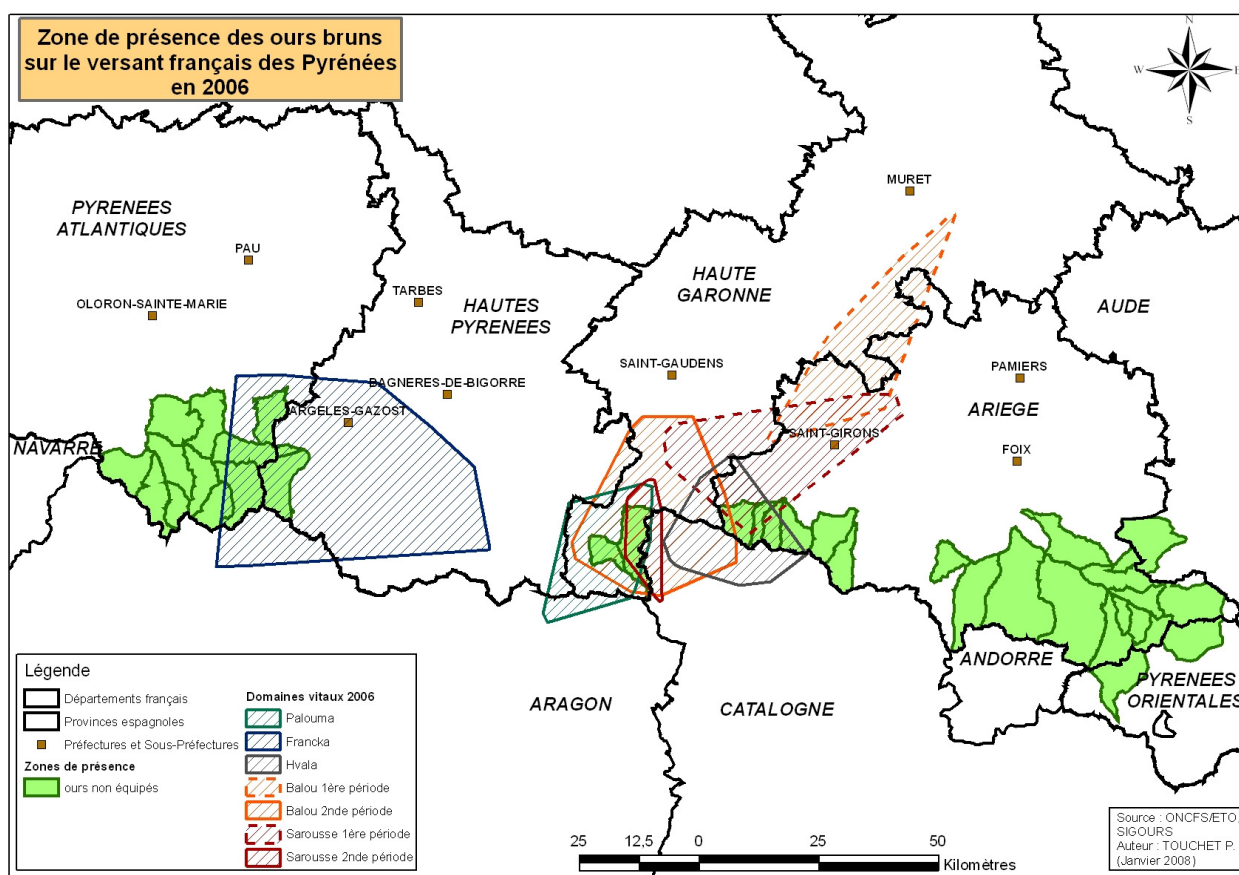 Zone de présence des ours bruns
sur le versant français des Pyrénées
en 2006
N
W
E
S
MURET
PYRENEES
ATLANTIQUES
PAU
HAUTE
GARONNE
TARBES
OLORON-SAINTE-MARIE
HAUTES
PYRENEES
AUDE
SAINT-GAUDENS
PAMIERS
BAGNERES-DE-BIGORRE
ARIEGE
ARGELES-GAZOST
SAINT-GIRONS
NAVARRE
FOIX
ANDORRE
PYRENEES
ORIENTALES
ARAGON
CATALOGNE
Légende
Départements français
Provinces espagnoles
Préfectures et Sous-Préfectures
Zones de présence
ours non équipés
Domaines vitaux 2006
Palouma
Francka
Hvala
Balou 1ère période
Balou 2nde période
Sarousse 1ère période
Sarousse 2nde période
25 12,5 0 25 50
Kilomètres
Source : ONCFS/ETO,
SIGOURS
Auteur : TOUCHET P.
(Janvier 2008)